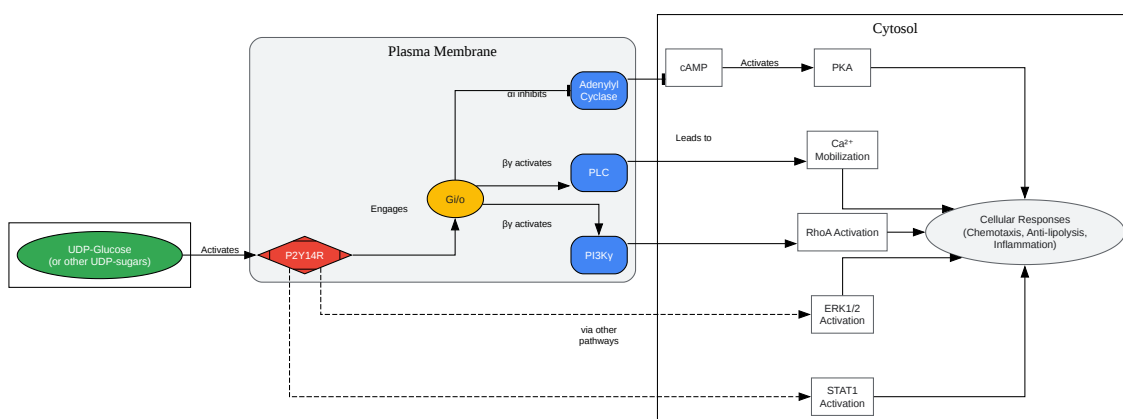 Plasma Membrane
Cytosol
UDP-Glucose
(or other UDP-sugars)
Activates
P2Y14R
Engages
Gi/o
αi inhibits
βγ activates
βγ activates
Adenylyl
Cyclase
PLC
PI3Kγ
cAMP
Activates
PKA
Leads to
Ca²⁺
Mobilization
RhoA Activation
via other
pathways
ERK1/2
Activation
STAT1
Activation
Cellular Responses
(Chemotaxis, Anti-lipolysis,
Inflammation)